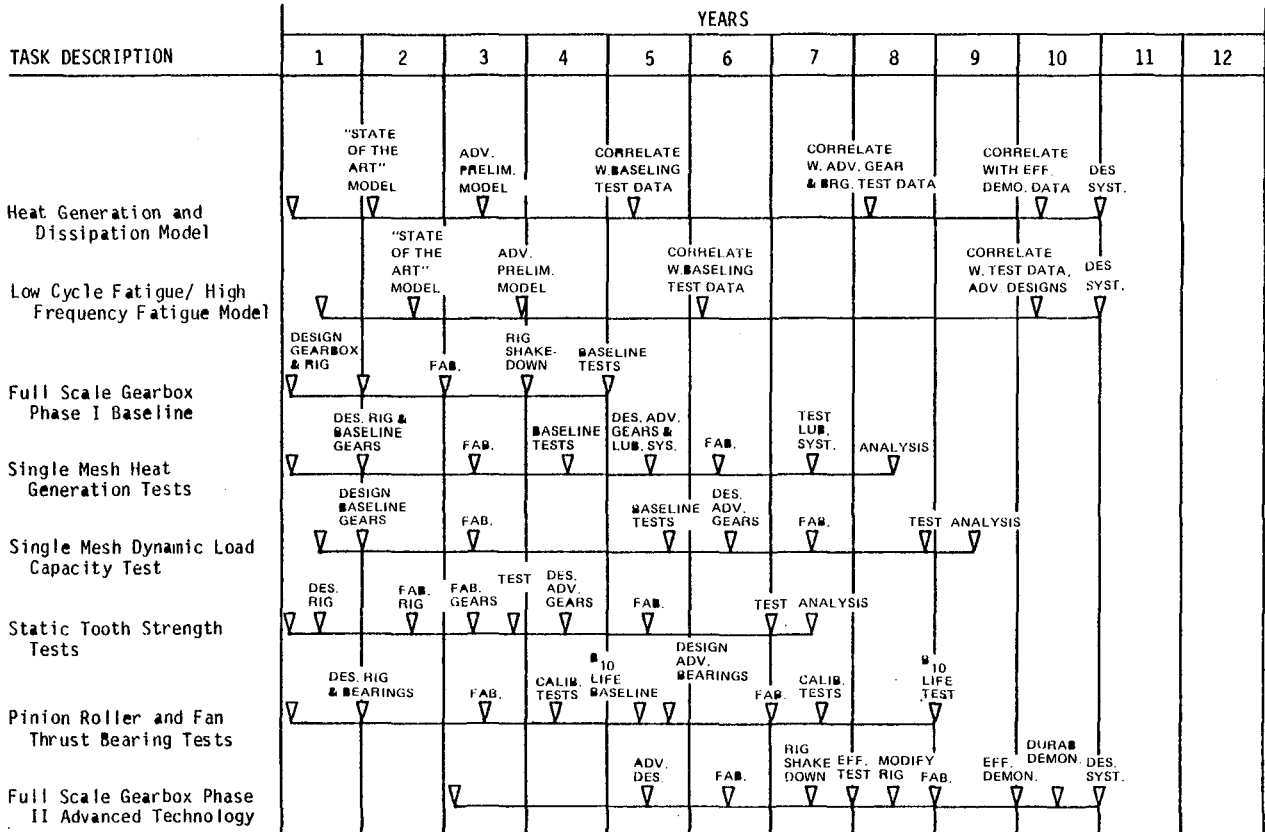 YEARS
TASK DESCRIPTION 1 2 3 4 5 6 7 8 9 10 11 12
"STATE
OF THE
ART"
MODEL
ADV.
PRELIM.
MODEL
CORRELATE
W.BASELING
TEST DATA
CORRELATE
W. ADV. GEAR
& BRG. TEST DATA
CORRELATE
WITH EFF.
DEMO. DATA
DES
SYST.
Heat Generation and
Dissipation Model
"STATE
OF THE
ART"
MODEL
ADV.
PRELIM.
MODEL
CORRELATE
W.BASELING
TEST DATA
CORRELATE
W. TEST DATA,
ADV. DESIGNS
DES
SYST.
Low Cycle Fatigue/ High
Frequency Fatigue Model
DESIGN
GEARBOX
& RIG
FAB.
RIG
SHAKE-
DOWN
BASELINE
TESTS
Full Scale Gearbox
Phase I Baseline
DES. RIG &
BASELINE
GEARS
FAB.
BASELINE
TESTS
DES. ADV.
GEARS &
LUB. SYS.
FAB.
TEST
LUB.
SYST.
ANALYSIS
Single Mesh Heat
Generation Tests
DESIGN
BASELINE
GEARS
FAB.
BASELINE
TESTS
DES.
ADV.
GEARS
FAB.
TEST ANALYSIS
Single Mesh Dynamic Load
Capacity Test
DES.
RIG
FAB.
RIG
FAB.
GEARS
TEST
DES.
ADV.
GEARS
FAB.
TEST ANALYSIS
Static Tooth Strength
Tests
DES. RIG
& BEARINGS
FAB.
CALIB.
TESTS
B10
LIFE
BASELINE
DESIGN
ADV.
BEARINGS
FAB.
CALIB.
TESTS
B10
LIFE
TEST
Pinion Roller and Fan
Thrust Bearing Tests
ADV.
DES.
FAB.
RIG
SHAKE
DOWN
EFF.
TEST
MODIFY
RIG
FAB.
EFF.
DEMON.
DURAB
DEMON.
DES.
SYST.
Full Scale Gearbox Phase
II Advanced Technology